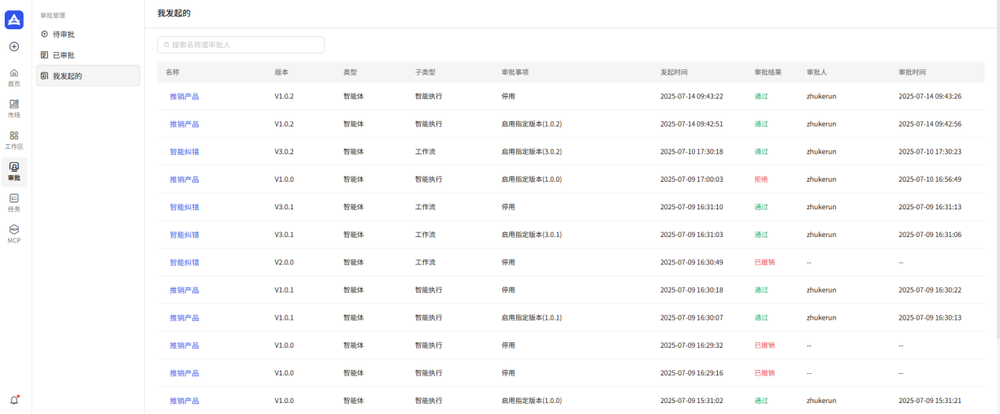 审批管理
待审批
已审批
我发起的
首页
市场
工作区
审批
任务
MCP
我发起的
搜索名称或审批人
名称 版本 类型 子类型 审批事项 发起时间 审批结果 审批人 审批时间
推销产品 V1.0.2 智能体 智能执行 停用 2025-07-14 09:43:22 通过 zhukerun 2025-07-14 09:43:26
推销产品 V1.0.2 智能体 智能执行 启用指定版本(1.0.2) 2025-07-14 09:42:51 通过 zhukerun 2025-07-14 09:42:56
智能纠错 V3.0.2 智能体 工作流 启用指定版本(3.0.2) 2025-07-10 17:30:18 通过 zhukerun 2025-07-10 17:30:23
推销产品 V1.0.0 智能体 智能执行 启用指定版本(1.0.0) 2025-07-09 17:00:03 拒绝 zhukerun 2025-07-10 16:56:49
智能纠错 V3.0.1 智能体 工作流 停用 2025-07-09 16:31:10 通过 zhukerun 2025-07-09 16:31:13
智能纠错 V3.0.1 智能体 工作流 启用指定版本(3.0.1) 2025-07-09 16:31:03 通过 zhukerun 2025-07-09 16:31:06
智能纠错 V2.0.0 智能体 工作流 停用 2025-07-09 16:30:49 已撤销 -- --
推销产品 V1.0.1 智能体 智能执行 停用 2025-07-09 16:30:18 通过 zhukerun 2025-07-09 16:30:22
推销产品 V1.0.1 智能体 智能执行 启用指定版本(1.0.1) 2025-07-09 16:30:07 通过 zhukerun 2025-07-09 16:30:13
推销产品 V1.0.0 智能体 智能执行 停用 2025-07-09 16:29:32 已撤销 -- --
推销产品 V1.0.0 智能体 智能执行 停用 2025-07-09 16:29:16 已撤销 -- --
推销产品 V1.0.0 智能体 智能执行 启用指定版本(1.0.0) 2025-07-09 15:31:02 通过 zhukerun 2025-07-09 15:31:21